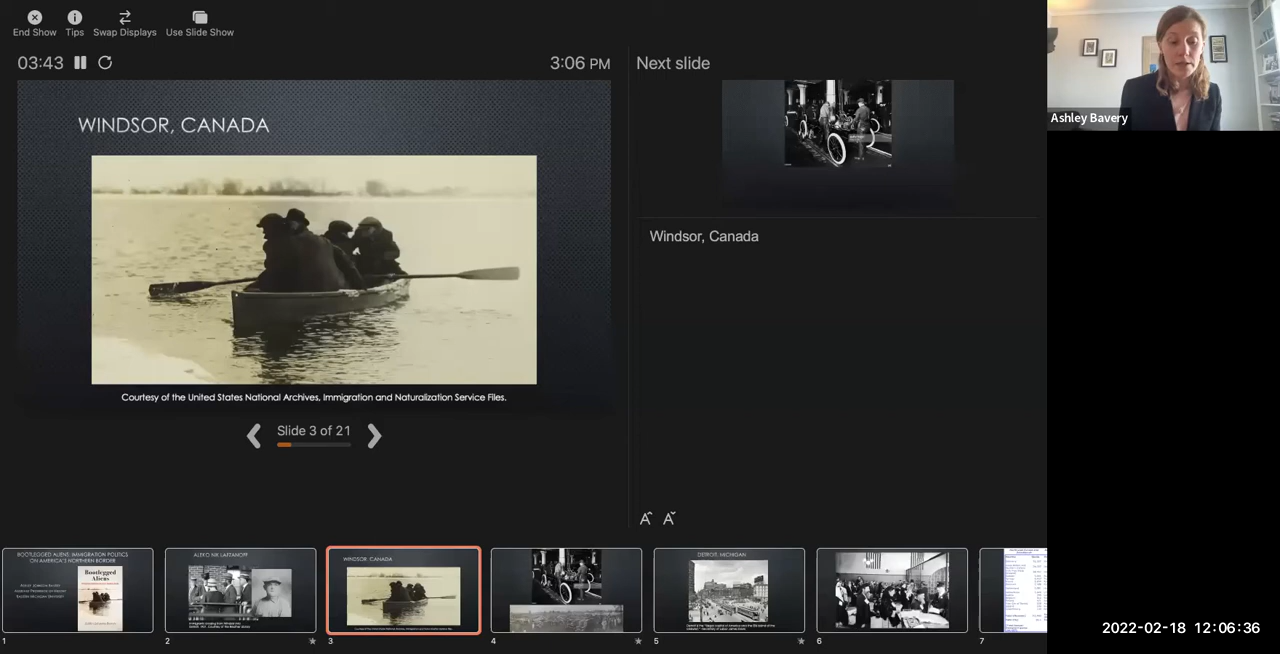 End Show
Tips
Swap Displays
Use Slide Show
03:43
3:06 PM
Next slide
Ashley Bavery
WINDSOR, CANADA
Windsor, Canada
Courtesy of the United States National Archives, Immigration and Naturalization Service Files.
Slide 3 of 21
A A
BOOTLEGGED ALIENS: IMMIGRATION POLITICS
ON AMERICA'S NORTHERN BORDER
Bootlegged
Aliens
WINDSOR, CANADA
DETROIT, MICHIGAN
1
2
3
4
5
6
7
2022-02-18 12:06:36